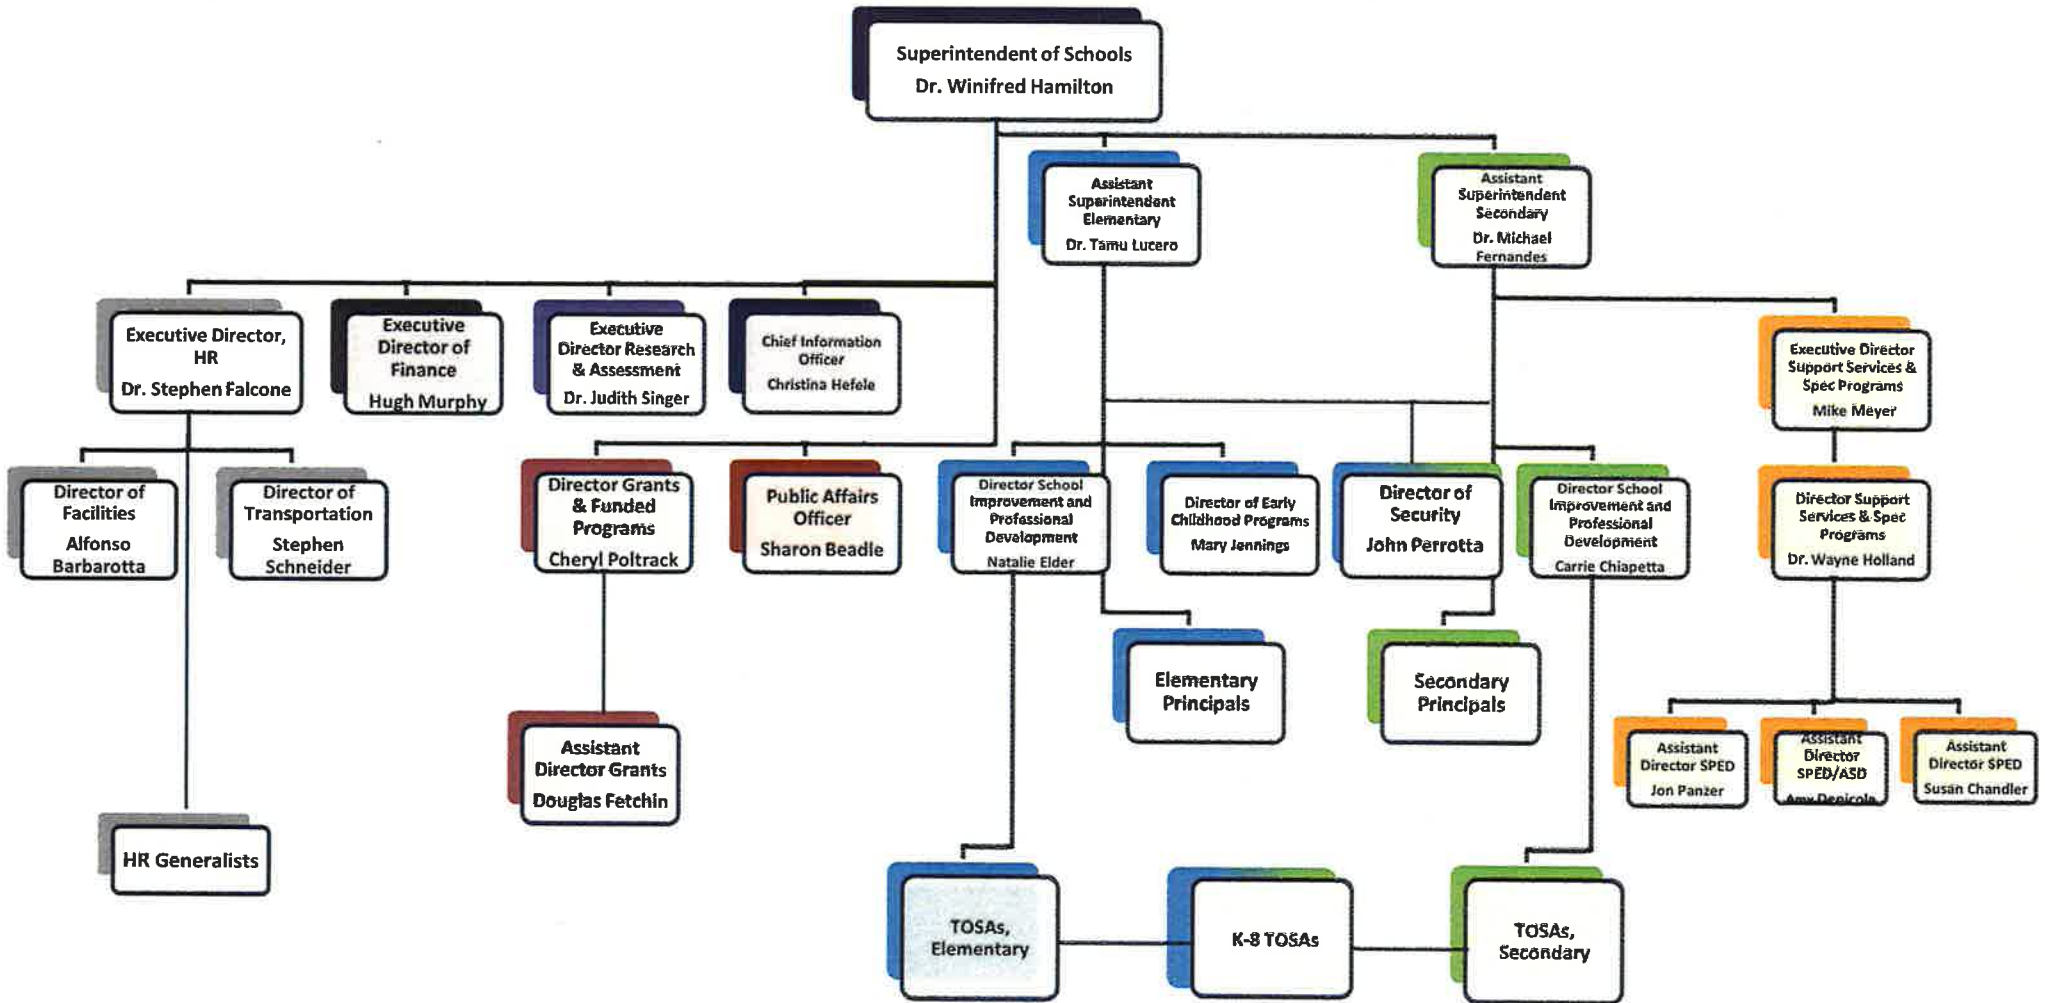 Superintendent of Schools
Dr. Winifred Hamilton
Assistant
Superintendent
Elementary
Dr. Tamu Lucero
Assistant
Superintendent
Secondary
Dr. Michael
Fernandes
Executive Director,
HR
Dr. Stephen Falcone
Executive
Director of
Finance
Hugh Murphy
Executive
Director Research
& Assessment
Dr. Judith Singer
Chief Information
Officer
Christina Hefele
Executive Director
Support Services &
Spec Programs
Mike Meyer
Director of
Facilities
Alfonso
Barbarotta
Director of
Transportation
Stephen
Schneider
Director Grants
& Funded
Programs
Cheryl Poltrack
Public Affairs
Officer
Sharon Beadle
Director School
Improvement and
Professional
Development
Natalie Elder
Director of Early
Childhood Programs
Mary Jennings
Director of
Security
John Perrotta
Director School
Improvement and
Professional
Development
Carrie Chiapetta
Director Support
Services & Spec
Programs
Dr. Wayne Holland
Elementary
Principals
Secondary
Principals
Assistant
Director Grants
Douglas Fetchin
Assistant
Director SPED
Jon Panzer
Assistant
Director
SPED/ASD
Amy Denicola
Assistant
Director SPED
Susan Chandler
HR Generalists
TOSAs,
Elementary
K-8 TOSAs
TOSAs,
Secondary